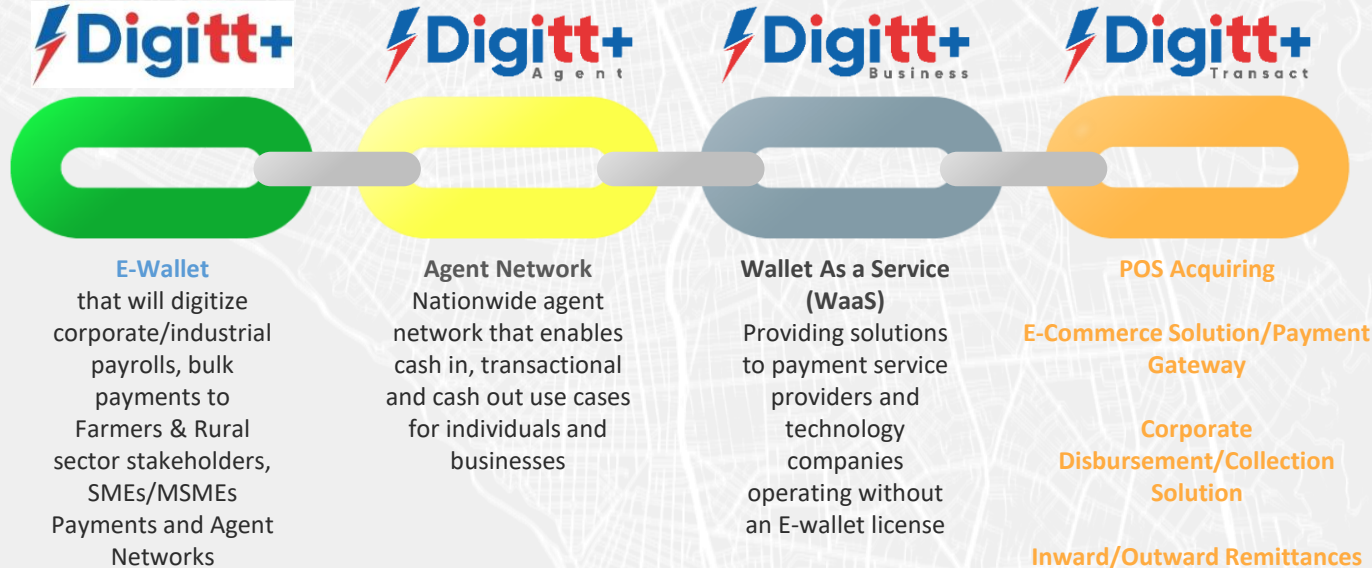 Digitt+
Digitt+
Agent
Digitt+
Business
Digitt+
Transact
E-Wallet
that will digitize
corporate/industrial
payrolls, bulk
payments to
Farmers & Rural
sector stakeholders,
SMEs/MSMEs
Payments and Agent
Networks
Agent Network
Nationwide agent
network that enables
cash in, transactional
and cash out use cases
for individuals and
businesses
Wallet As a Service
(WaaS)
Providing solutions
to payment service
providers and
technology
companies
operating without
an E-wallet license
POS Acquiring
E-Commerce Solution/Payment
Gateway
Corporate
Disbursement/Collection
Solution
Inward/Outward Remittances